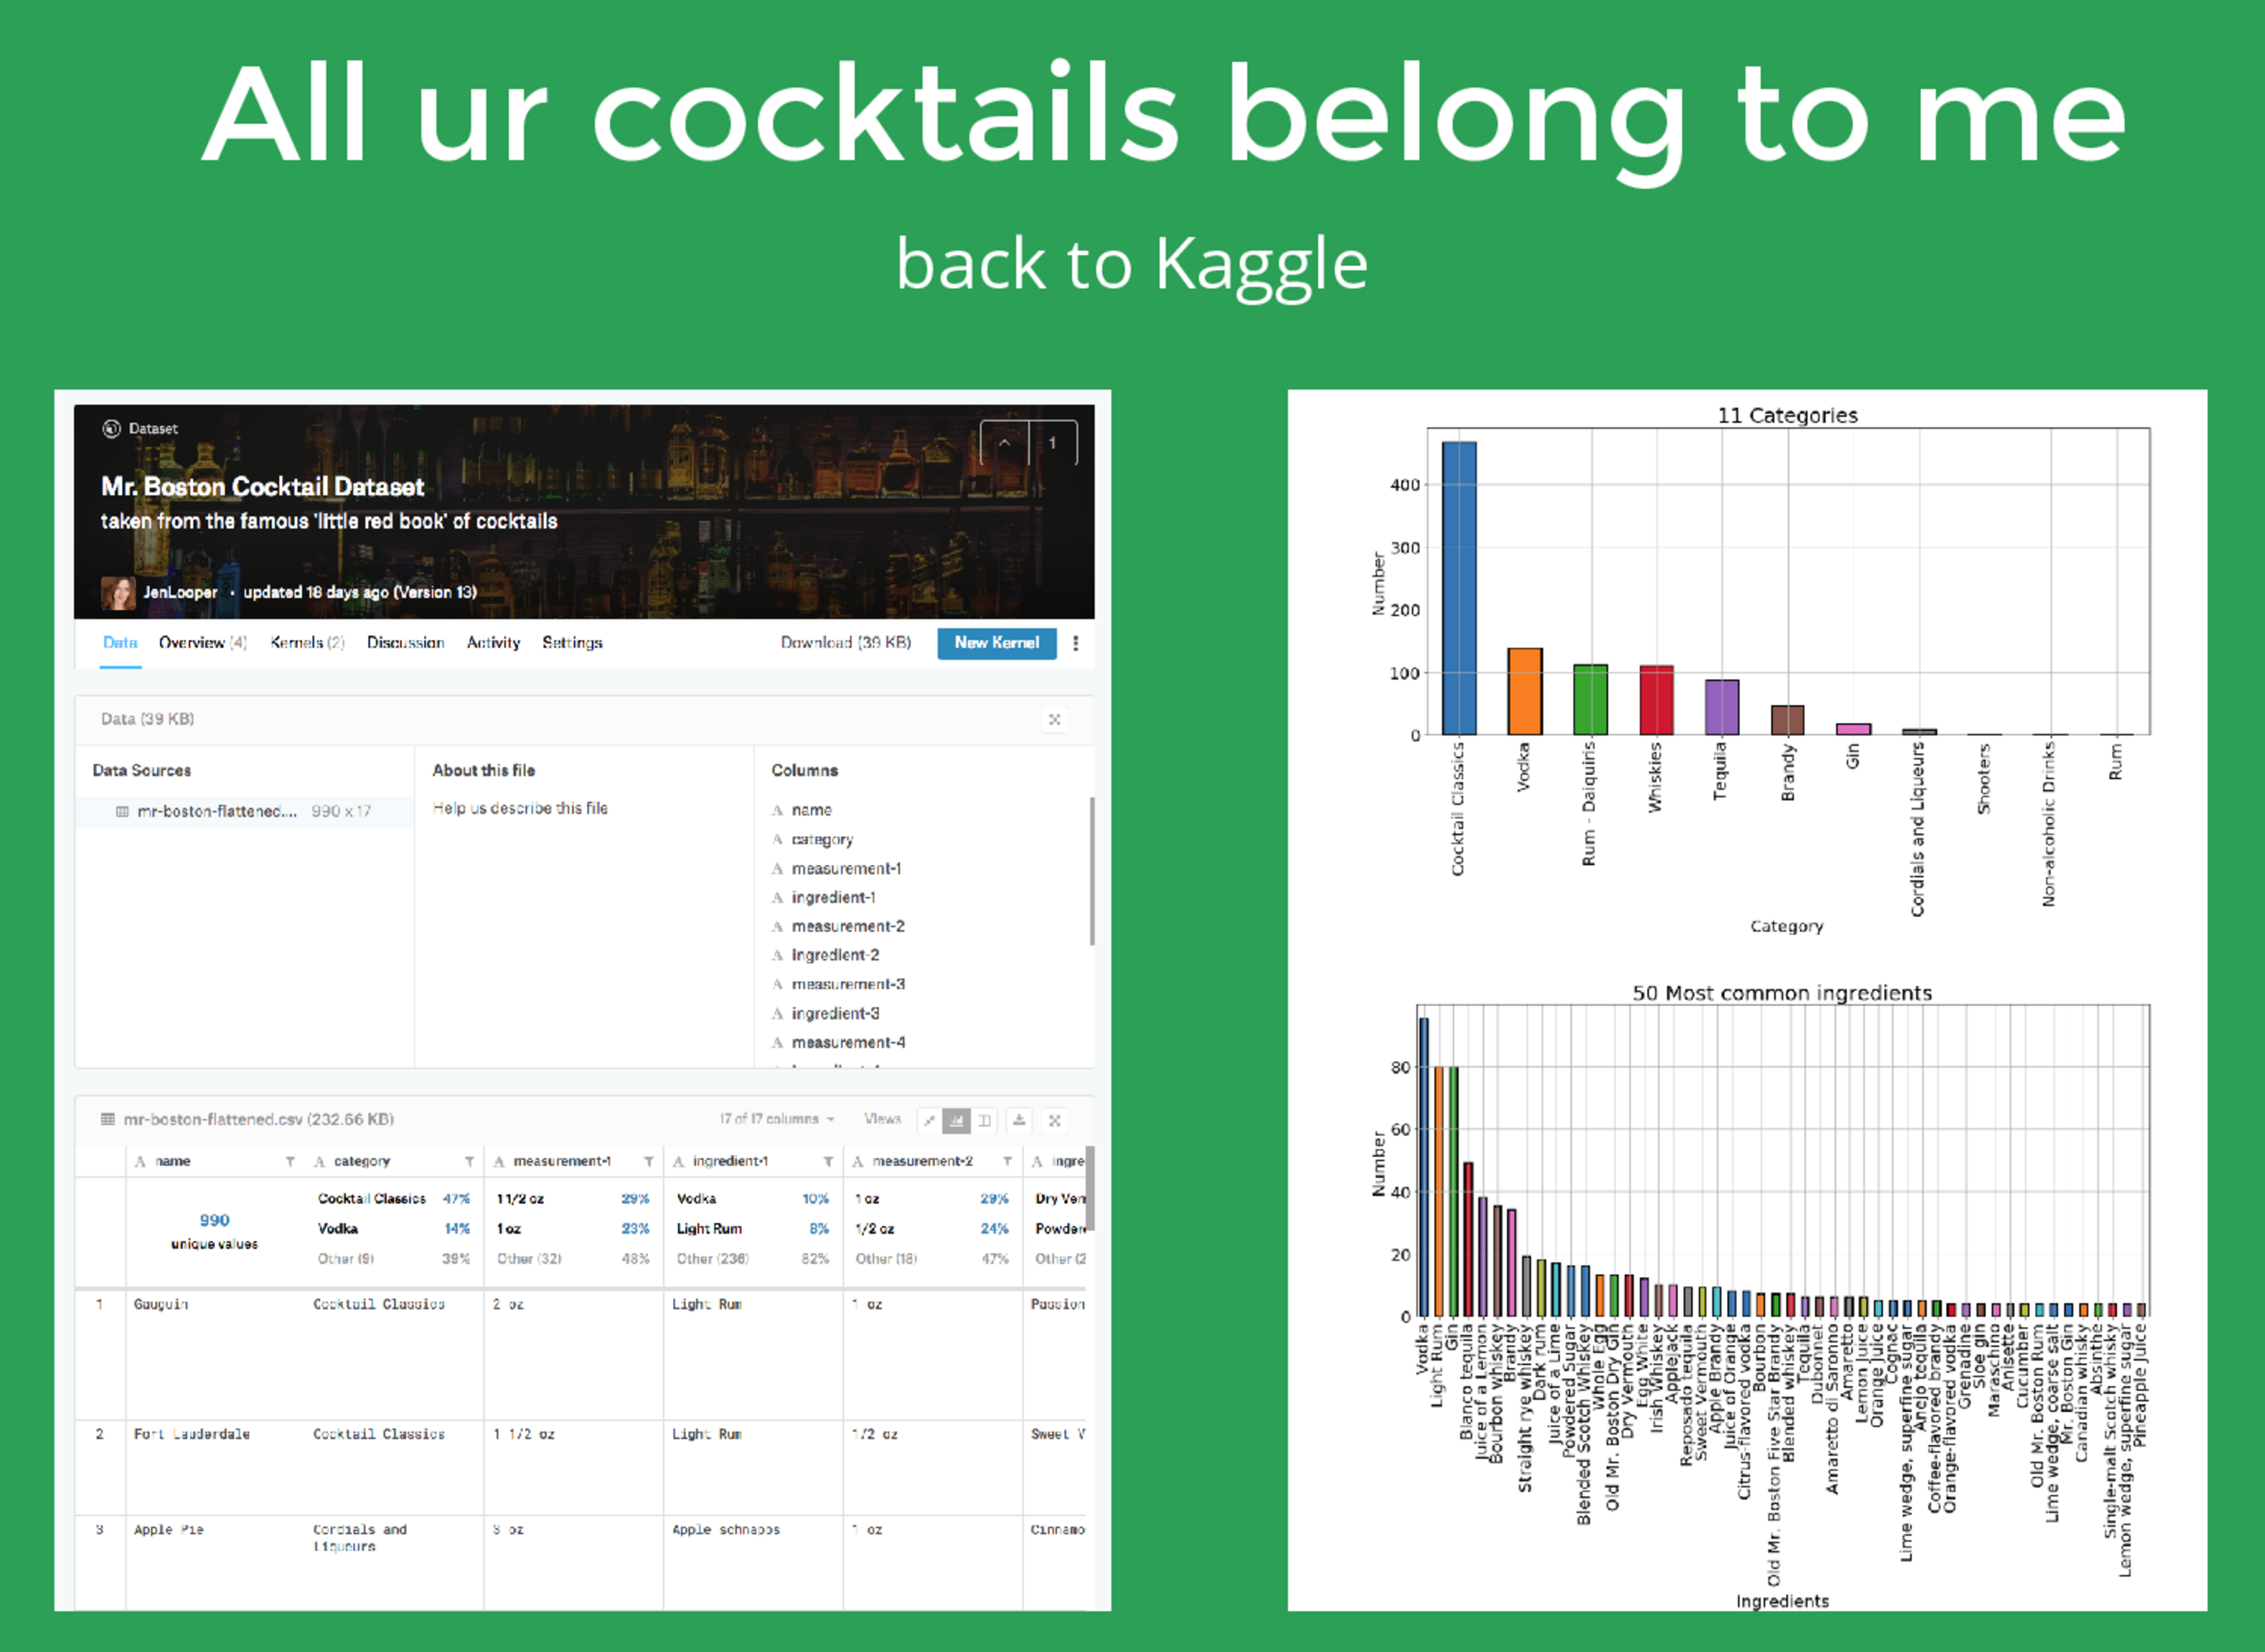 All ur cocktails belong to me
back to Kaggle
Dataset
1
Mr. Boston Cocktail Dataset
taken from the famous 'little red book' of cocktails
JenLooper • updated 18 days ago (Version 13)
Data Overview (4) Kernels (2) Discussion Activity Settings Download (39 KB) New Kernel
Data (39 KB)
Data Sources
mr-boston-flattened.... 990 x 17
About this file
Help us describe this file
Columns
A name
A category
A measurement-1
A ingredient-1
A measurement-2
A ingredient-2
A measurement-3
A ingredient-3
A measurement-4
mr-boston-flattened.csv (232.66 KB) 17 of 17 columns Views
A name A category A measurement-1 A ingredient-1 A measurement-2 A ingre
990
unique values
Cocktail Classics 47% 1 1/2 oz 29% Vodka 10% 1 oz 29% Dry Ver
Vodka 14% 1 oz 23% Light Rum 8% 1/2 oz 24% Powder
Other (9) 39% Other (32) 48% Other (236) 82% Other (18) 47% Other (2
1 Gauguin Cocktail Classics 2 oz Light Rum 1 oz Passion
2 Fort Lauderdale Cocktail Classics 1 1/2 oz Light Rum 1/2 oz Sweet V
3 Apple Pie Cordials and Liqueurs 3 oz Apple schnapps 1 oz Cinnamo
11 Categories
Number
400
300
200
100
0
Cocktail Classics
Vodka
Rum - Daiquiris
Whiskies
Tequila
Brandy
Gin
Cordials and Liqueurs
Shooters
Non-alcoholic Drinks
Rum
Category
50 Most common ingredients
Number
80
60
40
20
0
Vodka
Light Rum
Gin
Blanco tequila
Juice of a Lemon
Bourbon whiskey
Brandy
Straight rye whiskey
Dark rum
Juice of a Lime
Powdered Sugar
Blended Scotch Whiskey
Whole Egg
Old Mr. Boston Dry Gin
Dry Vermouth
Egg White
Irish Whiskey
Applejack
Reposado tequila
Sweet Vermouth
Apple Brandy
Juice of Orange
Citrus-flavored vodka
Bourbon
Old Mr. Boston Five Star Brandy
Blended whiskey
Tequila
Dubonnet
Amaretto di Saronno
Amaretto
Lemon Juice
Orange Juice
Cognac
Lime wedge, superfine sugar
Anejo tequila
Coffee-flavored brandy
Orange-flavored vodka
Grenadine
Sloe gin
Maraschino
Anisette
Cucumber
Old Mr. Boston Rum
Lime wedge, coarse salt
Mr. Boston Gin
Canadian whisky
Absinthe
Single-malt Scotch whisky
Lemon wedge, superfine sugar
Pineapple Juice
Ingredients